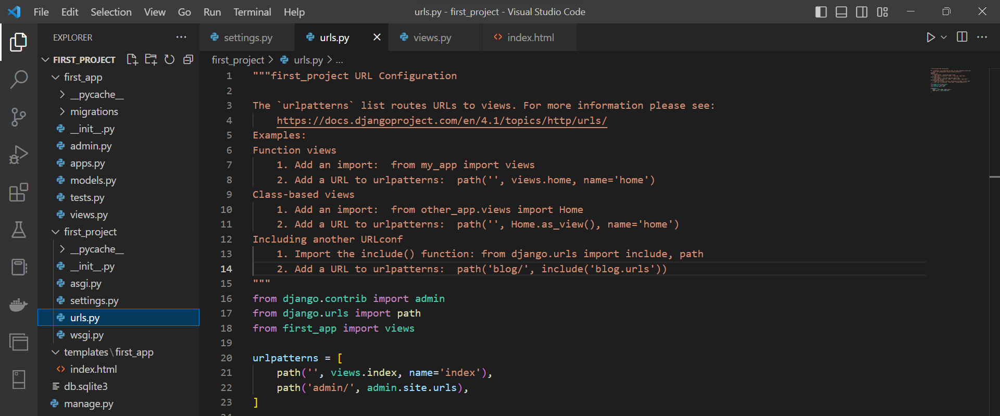 File Edit Selection View Go Run Terminal Help urls.py - first_project - Visual Studio Code
EXPLORER
FIRST_PROJECT
first_app
__pycache__
migrations
__init__.py
admin.py
apps.py
models.py
tests.py
views.py
first_project
__pycache__
__init__.py
asgi.py
settings.py
urls.py
wsgi.py
templates\first_app
index.html
db.sqlite3
manage.py
settings.py urls.py views.py index.html
first_project > urls.py > ...
1 """first_project URL Configuration
2
3 The `urlpatterns` list routes URLs to views. For more information please see:
4     https://docs.djangoproject.com/en/4.1/topics/http/urls/
5 Examples:
6 Function views
7     1. Add an import:  from my_app import views
8     2. Add a URL to urlpatterns:  path('', views.home, name='home')
9 Class-based views
10     1. Add an import:  from other_app.views import Home
11     2. Add a URL to urlpatterns:  path('', Home.as_view(), name='home')
12 Including another URLconf
13     1. Import the include() function: from django.urls import include, path
14     2. Add a URL to urlpatterns:  path('blog/', include('blog.urls'))
15 """
16 from django.contrib import admin
17 from django.urls import path
18 from first_app import views
19
20 urlpatterns = [
21     path('', views.index, name='index'),
22     path('admin/', admin.site.urls),
23 ]